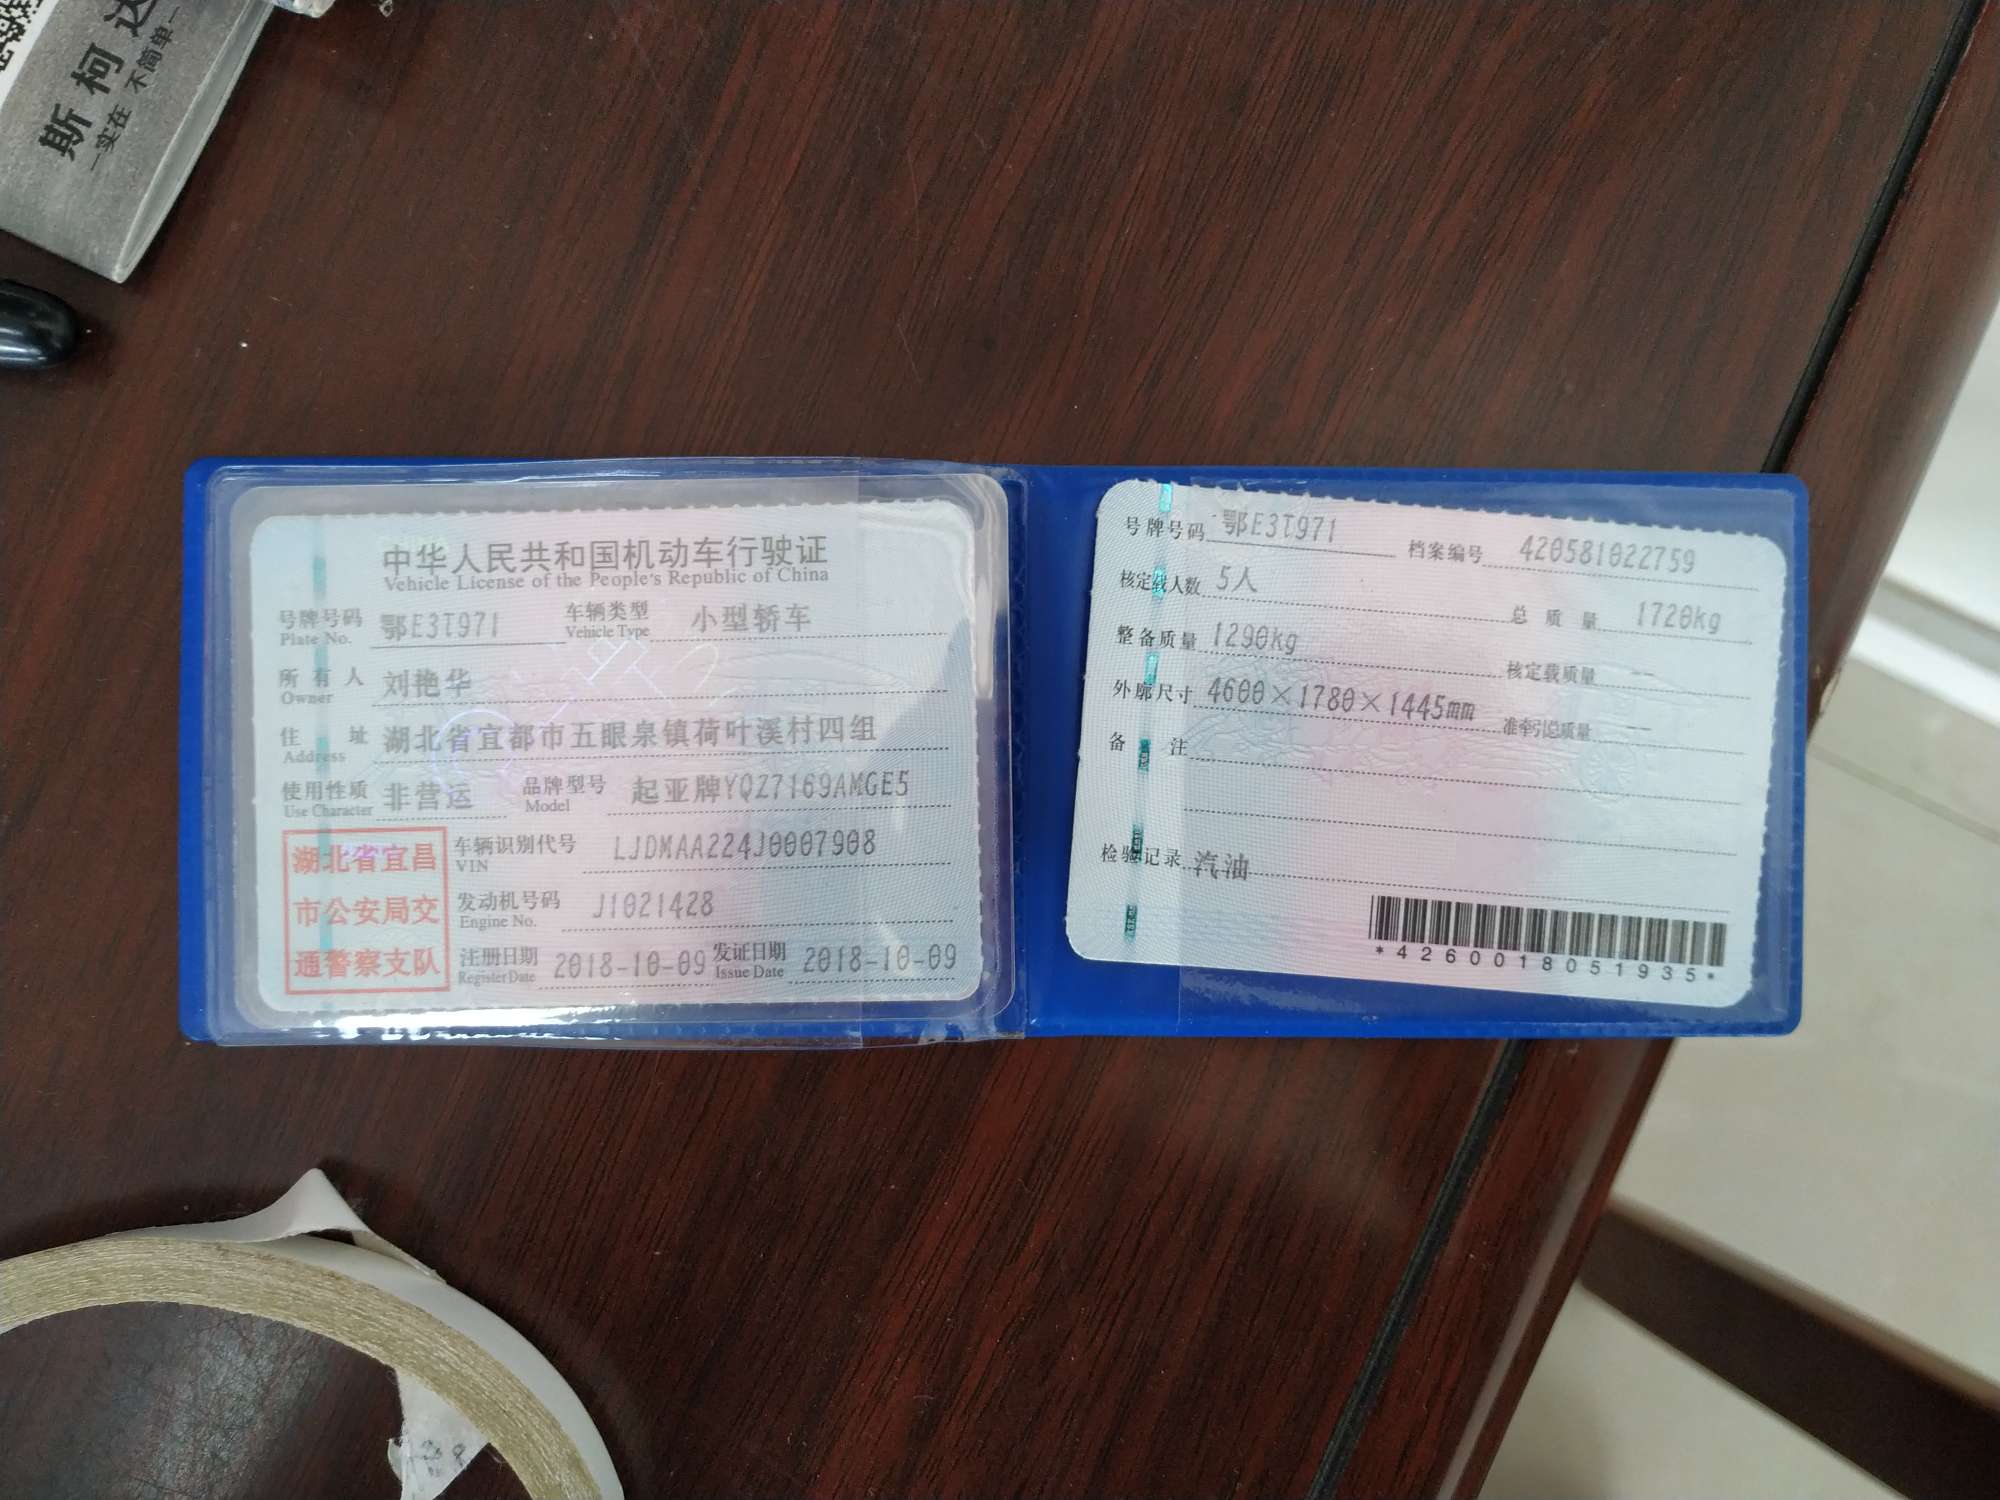 斯柯达
实在 不简单
中华人民共和国机动车行驶证
Vehicle License of the People's Republic of China
号牌号码 鄂E3T971 车辆类型 小型轿车
Plate No. Vehicle Type
所有人 刘艳华
Owner
住址 湖北省宜都市五眼泉镇荷叶溪村四组
Address
使用性质 非营运 品牌型号 起亚牌YQZ7169AMGE5
Use Character Model
湖北省宜昌
市公安局交
通警察支队
车辆识别代号 LJDMAA224J0007908
VIN
发动机号码 J1021428
Engine No.
注册日期 2018-10-09 发证日期 2018-10-09
Register Date Issue Date
号牌号码 鄂E3T971 档案编号 420581022759
核定载人数 5人 总质量 1720kg
整备质量 1290kg 核定载质量 --
外廓尺寸 4600×1780×1445mm 准牵引总质量 --
备注
检验记录 汽油
*4260018051935*